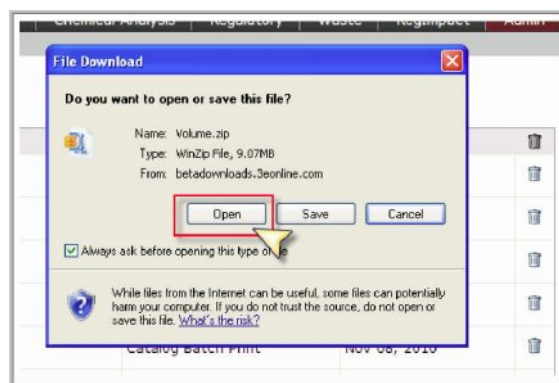 Chemical Analysis Regulatory Waste RegImpact Admin
File Download
Do you want to open or save this file?
Name: Volume.zip
Type: WinZip File, 9.07MB
From: betadownloads.3eonline.com
Open Save Cancel
Always ask before opening this type of file
While files from the Internet can be useful, some files can potentially
harm your computer. If you do not trust the source, do not open or
save this file. What's the risk?
Catalog Batch Print Nov 08, 2010